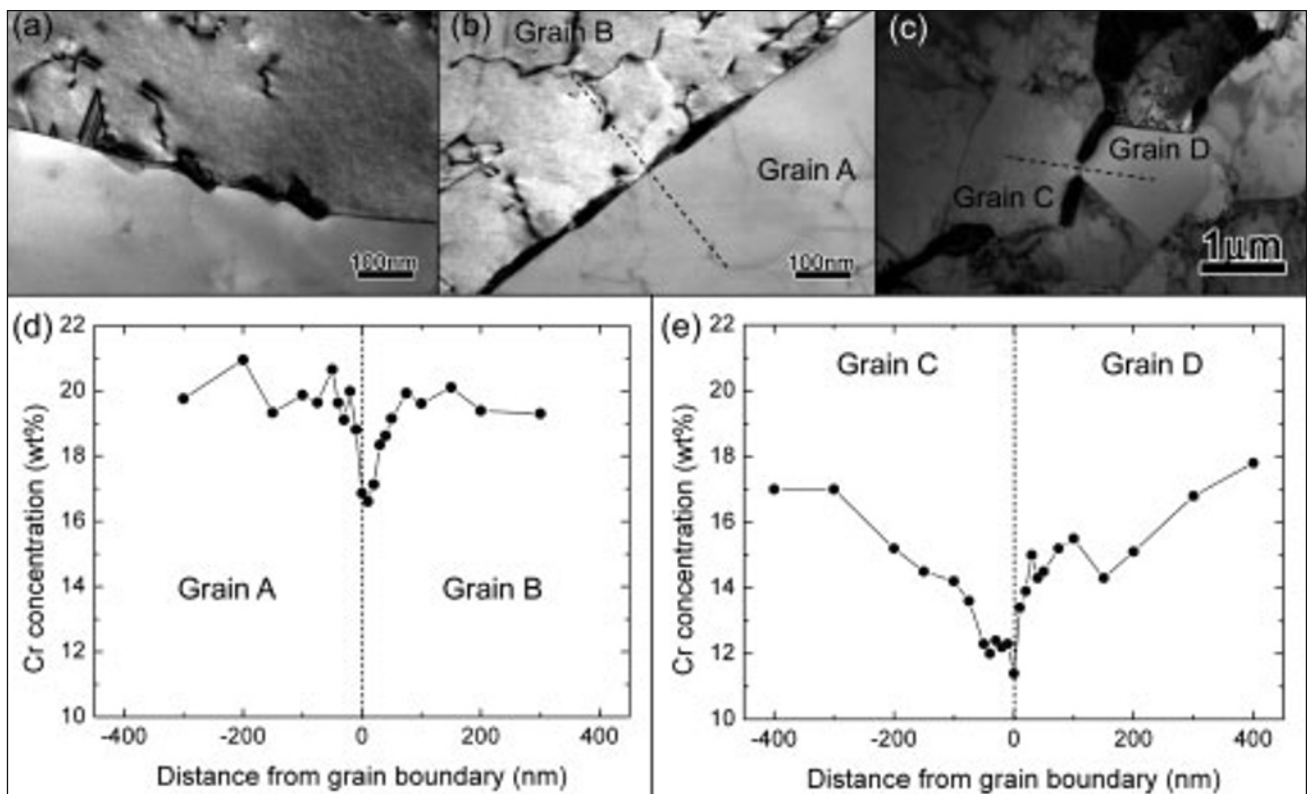 (a)
100nm
(b)
Grain B
Grain A
100nm
(c)
Grain D
Grain C
1μm
(d)
22
20
18
16
14
12
10
Cr concentration (wt%)
Grain A
Grain B
-400
-200
0
200
400
Distance from grain boundary (nm)
(e)
22
20
18
16
14
12
10
Cr concentration (wt%)
Grain C
Grain D
-400
-200
0
200
400
Distance from grain boundary (nm)